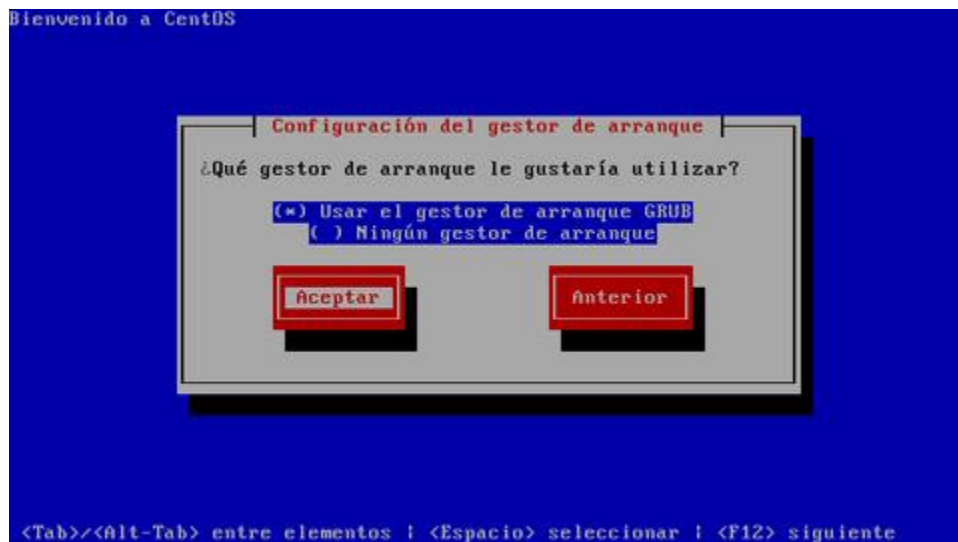 Bienvenido a CentOS
Configuración del gestor de arranque
¿Qué gestor de arranque le gustaría utilizar?
(*) Usar el gestor de arranque GRUB
( ) Ningún gestor de arranque
Aceptar Anterior
<Tab>/<Alt-Tab> entre elementos | <Espacio> seleccionar | <F12> siguiente